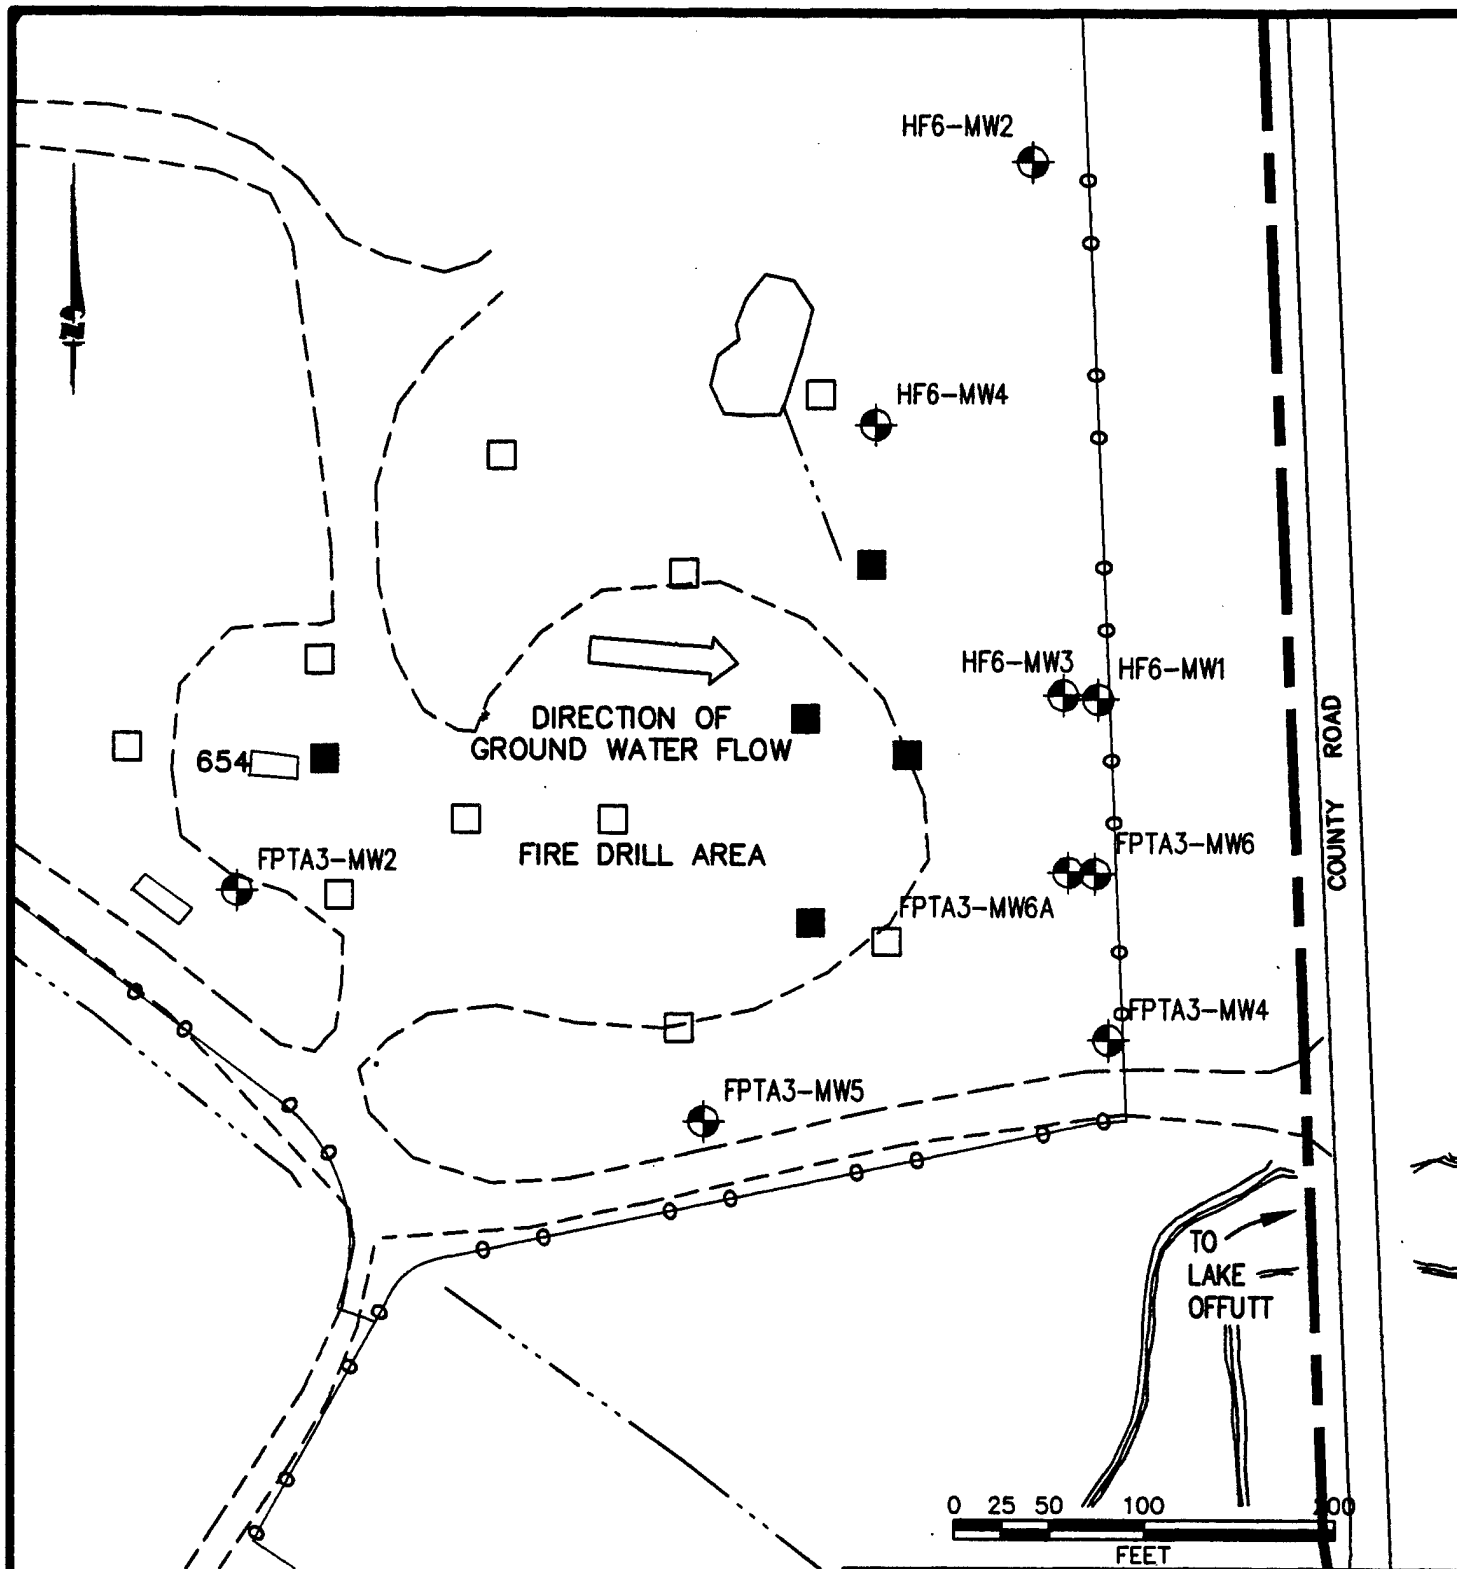 HF6-MW2
HF6-MW4
HF6-MW3
HF6-MW1
DIRECTION OF
GROUND WATER FLOW
654
FIRE DRILL AREA
FPTA3-MW2
FPTA3-MW6
FPTA3-MW6A
FPTA3-MW4
FPTA3-MW5
COUNTY ROAD
TO
LAKE
OFFUTT
0 25 50 100 200
FEET